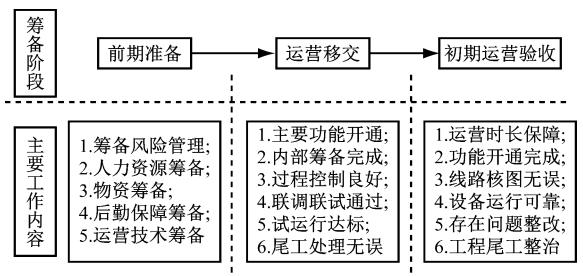 筹备阶段
前期准备
运营移交
初期运营验收
主要工作内容
1.筹备风险管理;
2.人力资源筹备;
3.物资筹备;
4.后勤保障筹备;
5.运营技术筹备
1.主要功能开通;
2.内部筹备完成;
3.过程控制良好;
4.联调联试通过;
5.试运行达标;
6.尾工处理无误
1.运营时长保障;
2.功能开通完成;
3.线路核图无误;
4.设备运行可靠;
5.存在问题整改;
6.工程尾工整治